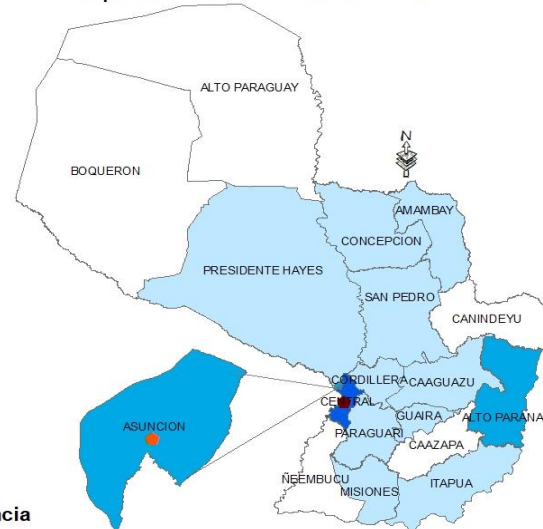 N
ALTO PARAGUAY
BOQUERON
AMAMBAY
CONCEPCION
PRESIDENTE HAYES
SAN PEDRO
CANINDEYU
CORDILLERA
CAAGUAZU
CENTRAL
ASUNCION
GUAIRA
ALTO PARANA
PARAGUARI
CAAZAPA
ÑEEMBUCU
MISIONES
ITAPUA
ncia